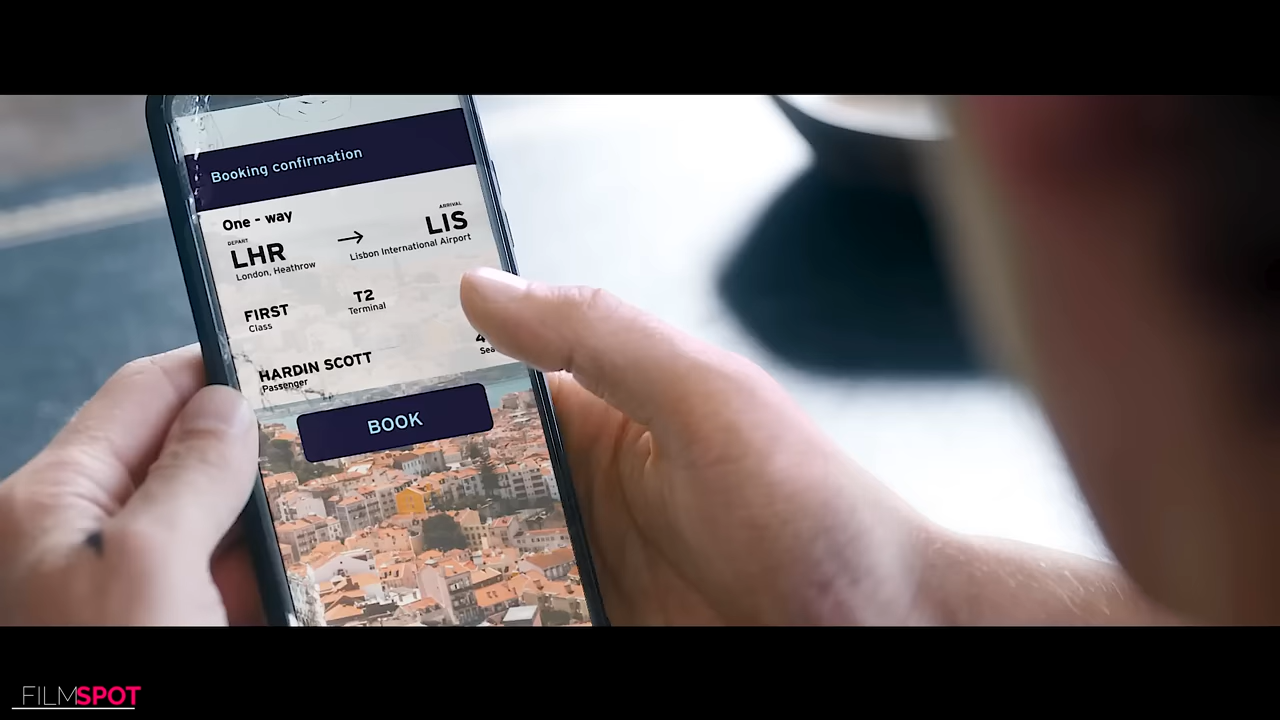 Booking confirmation
One - way
DEPART
LHR
London, Heathrow
→
ARRIVAL
LIS
Lisbon International Airport
FIRST
Class
T2
Terminal
HARDIN SCOTT
Passenger
4
BOOK
FILMSPOT